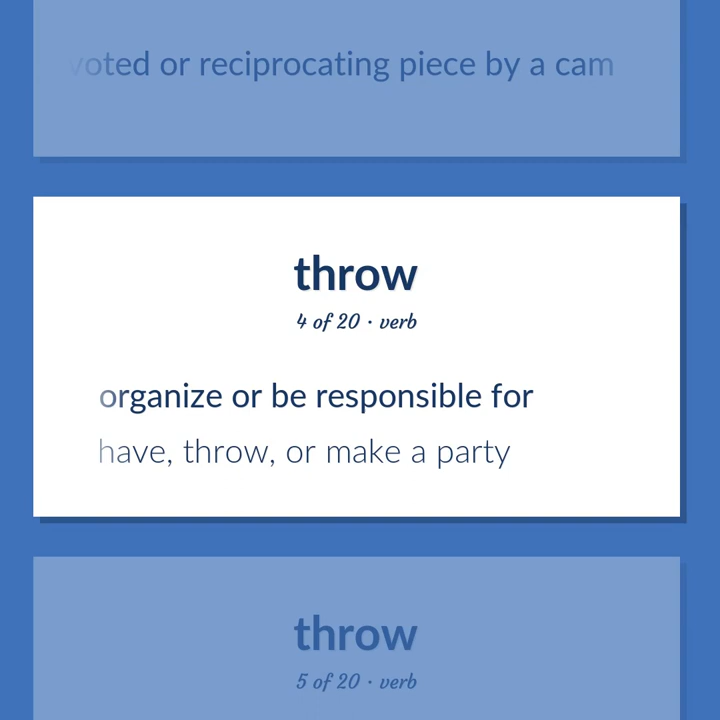 voted or reciprocating piece by a cam
throw
4 of 20 · verb
organize or be responsible for
have, throw, or make a party
throw
5 of 20 · verb